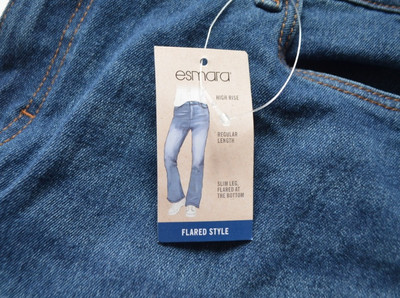 esmara
HIGH RISE
REGULAR
LENGTH
SLIM LEG,
FLARED AT
THE BOTTOM
FLARED STYLE